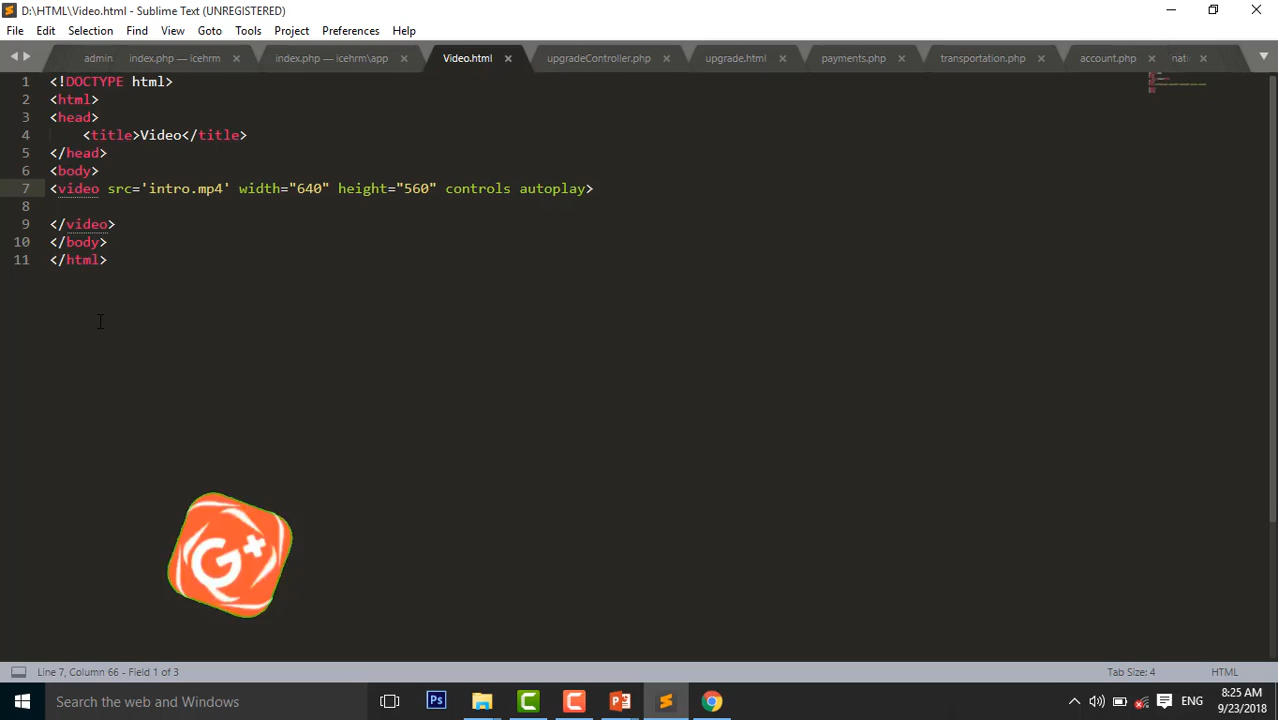 D:\HTML\Video.html - Sublime Text (UNREGISTERED)
File Edit Selection Find View Goto Tools Project Preferences Help
admin index.php — icehrm index.php — icehrm\app Video.html upgradeController.php upgrade.html payments.php transportation.php account.php nati
1 <!DOCTYPE html>
2 <html>
3 <head>
4 <title>Video</title>
5 </head>
6 <body>
7 <video src='intro.mp4' width="640" height="560" controls autoplay>
8
9 </video>
10 </body>
11 </html>
G+
Line 7, Column 66 - Field 1 of 3 Tab Size: 4 HTML
Search the web and Windows Ps ENG 8:25 AM
9/23/2018